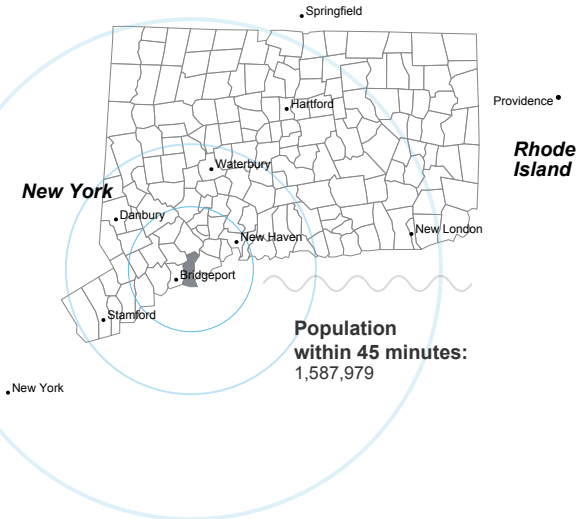 Springfield
Providence
Hartford
Rhode
Island
Waterbury
New York
Danbury
New Haven
New London
Bridgeport
Stamford
Population
within 45 minutes:
1,587,979
New York